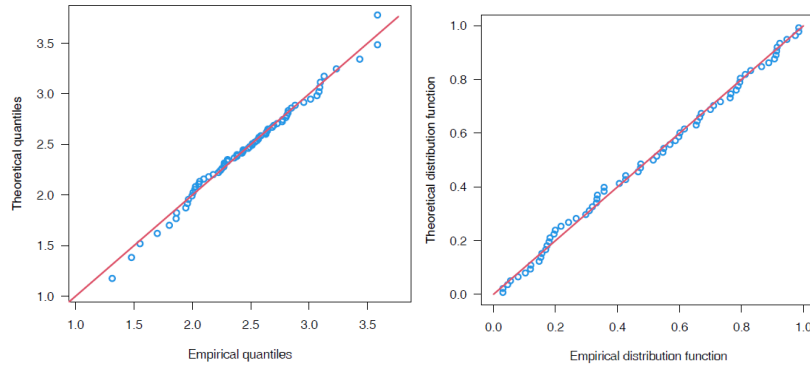 Theoretical quantiles
3.5
3.0
2.5
2.0
1.5
1.0
1.0 1.5 2.0 2.5 3.0 3.5
Empirical quantiles
Theoretical distribution function
1.0
0.8
0.6
0.4
0.2
0.0
0.0 0.2 0.4 0.6 0.8 1.0
Empirical distribution function